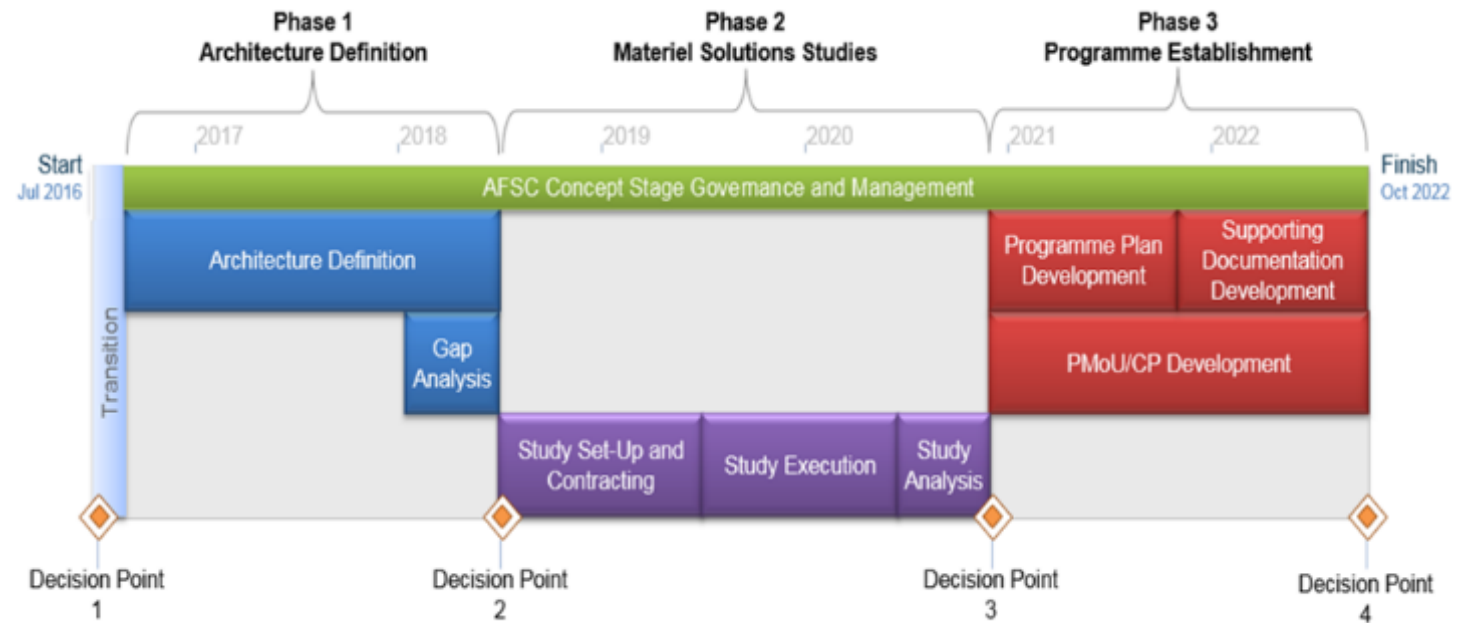 Phase 1
Architecture Definition
Phase 2
Materiel Solutions Studies
Phase 3
Programme Establishment
2017
2018
2019
2020
2021
2022
Start
Jul 2016
AFSC Concept Stage Governance and Management
Finish
Oct 2022
Transition
Architecture Definition
Programme Plan
Development
Supporting
Documentation
Development
Gap
Analysis
PMoU/CP Development
Study Set-Up and
Contracting
Study Execution
Study
Analysis
Decision Point
1
Decision Point
2
Decision Point
3
Decision Point
4